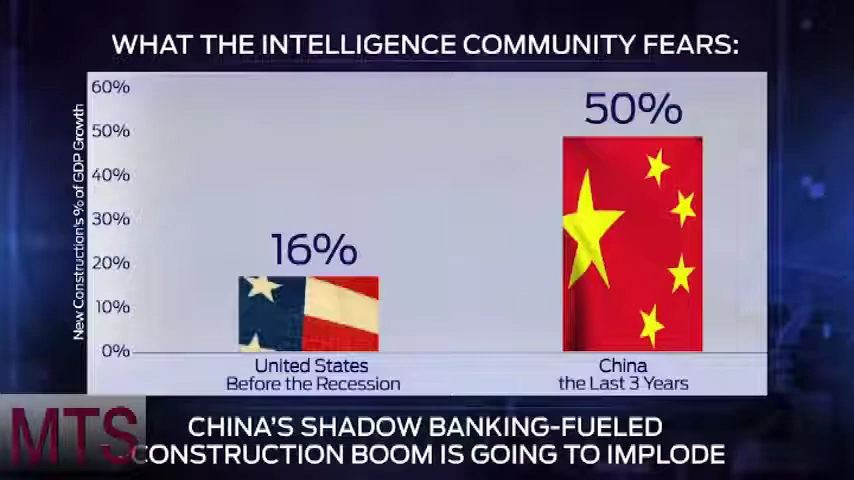 WHAT THE INTELLIGENCE COMMUNITY FEARS:
New Construction's % of GDP Growth
60%
50%
40%
30%
20%
10%
0%
16%
50%
United States
Before the Recession
China
the Last 3 Years
MTS
CHINA'S SHADOW BANKING-FUELED
CONSTRUCTION BOOM IS GOING TO IMPLODE